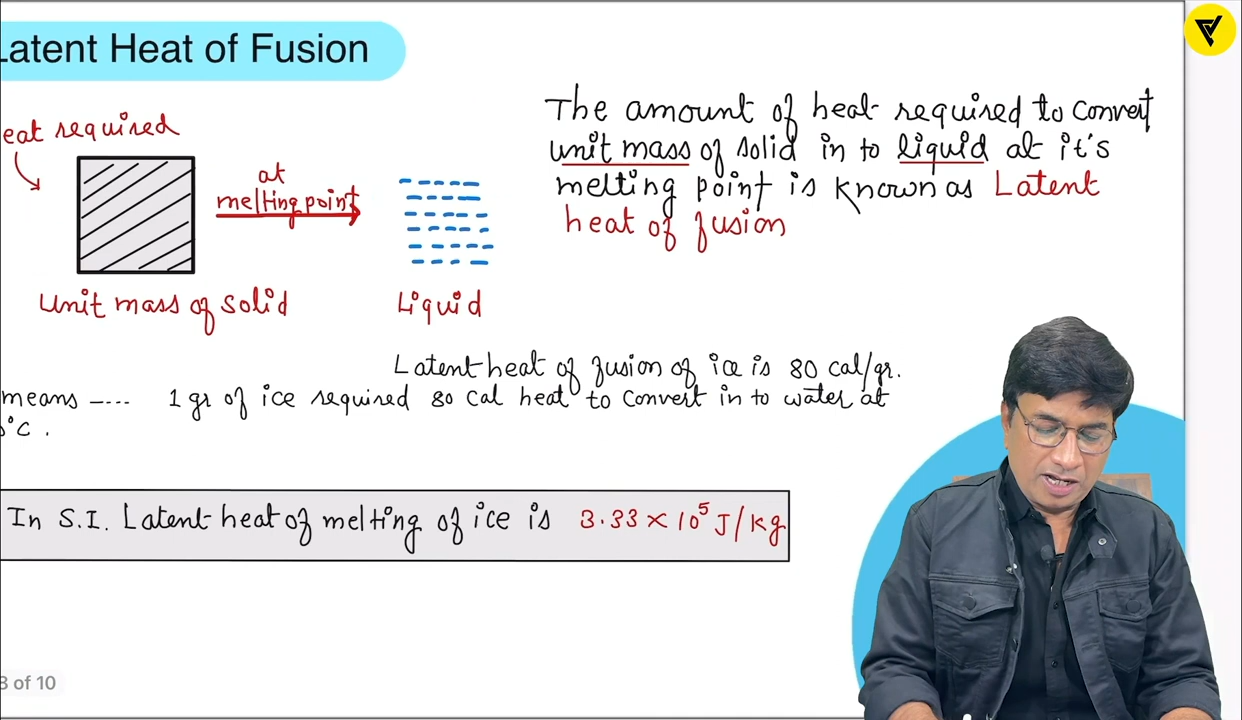 Latent Heat of Fusion
The amount of heat required to convert
unit mass of solid in to liquid at it's
melting point is known as Latent
heat of fusion
eat required
at
melting point
Unit mass of solid
Liquid
Latent heat of fusion of ice is 80 cal/gr.
means ---- 1 gr of ice required 80 cal heat to convert in to water at
°C.
In S.I. Latent heat of melting of ice is 3.33 × 10⁵ J/kg
8 of 10